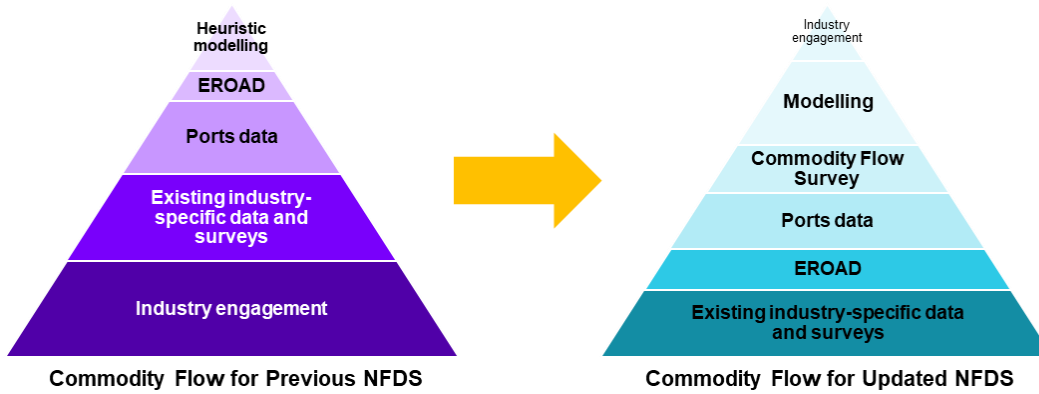 Heuristic
modelling
EROAD
Ports data
Existing industry-
specific data and
surveys
Industry engagement
Commodity Flow for Previous NFDS
Industry
engagement
Modelling
Commodity Flow
Survey
Ports data
EROAD
Existing industry-specific data
and surveys
Commodity Flow for Updated NFDS